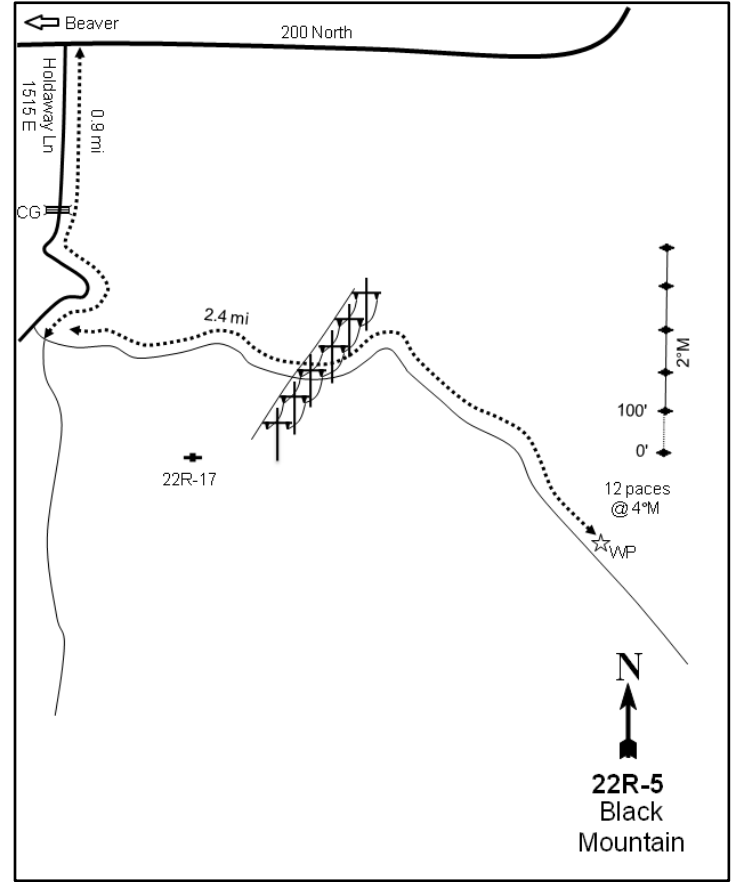 Beaver
200 North
Holdaway Ln
1515 E
0.9 mi
CG
2.4 mi
2°M
100'
0'
22R-17
12 paces
@ 4°M
WP
N
22R-5
Black
Mountain